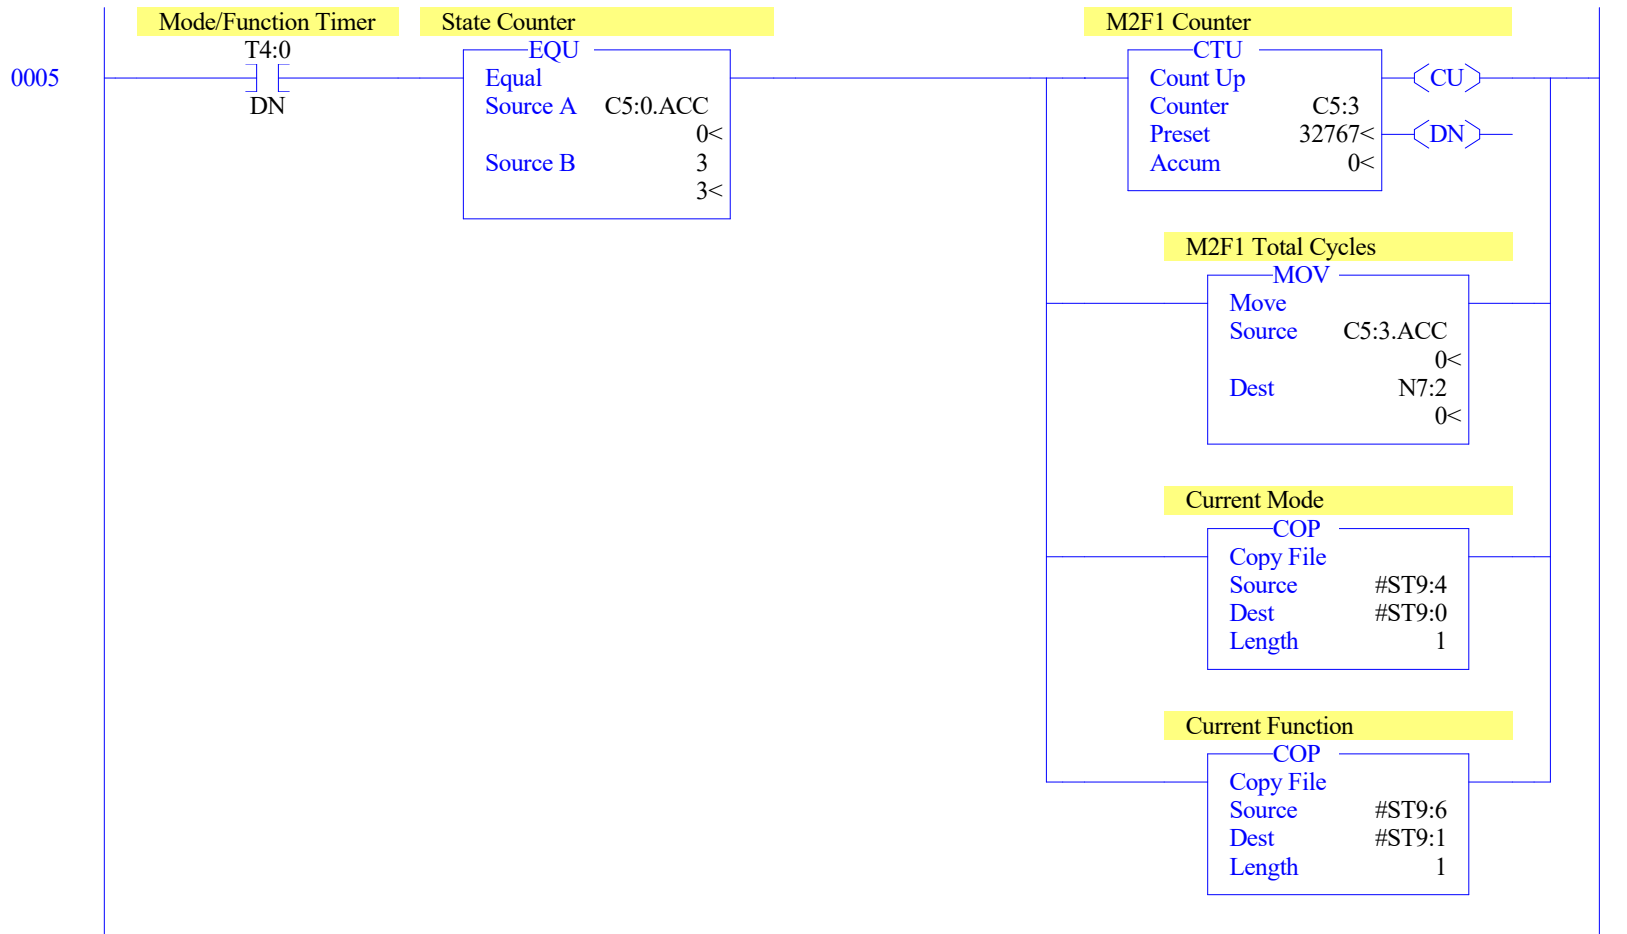 Mode/Function Timer
T4:0
DN
0005
State Counter
EQU
Equal
Source A C5:0.ACC
0<
Source B 3
3<
M2F1 Counter
CTU
Count Up
Counter C5:3
Preset 32767<
Accum 0<
CU
DN
M2F1 Total Cycles
MOV
Move
Source C5:3.ACC
0<
Dest N7:2
0<
Current Mode
COP
Copy File
Source #ST9:4
Dest #ST9:0
Length 1
Current Function
COP
Copy File
Source #ST9:6
Dest #ST9:1
Length 1